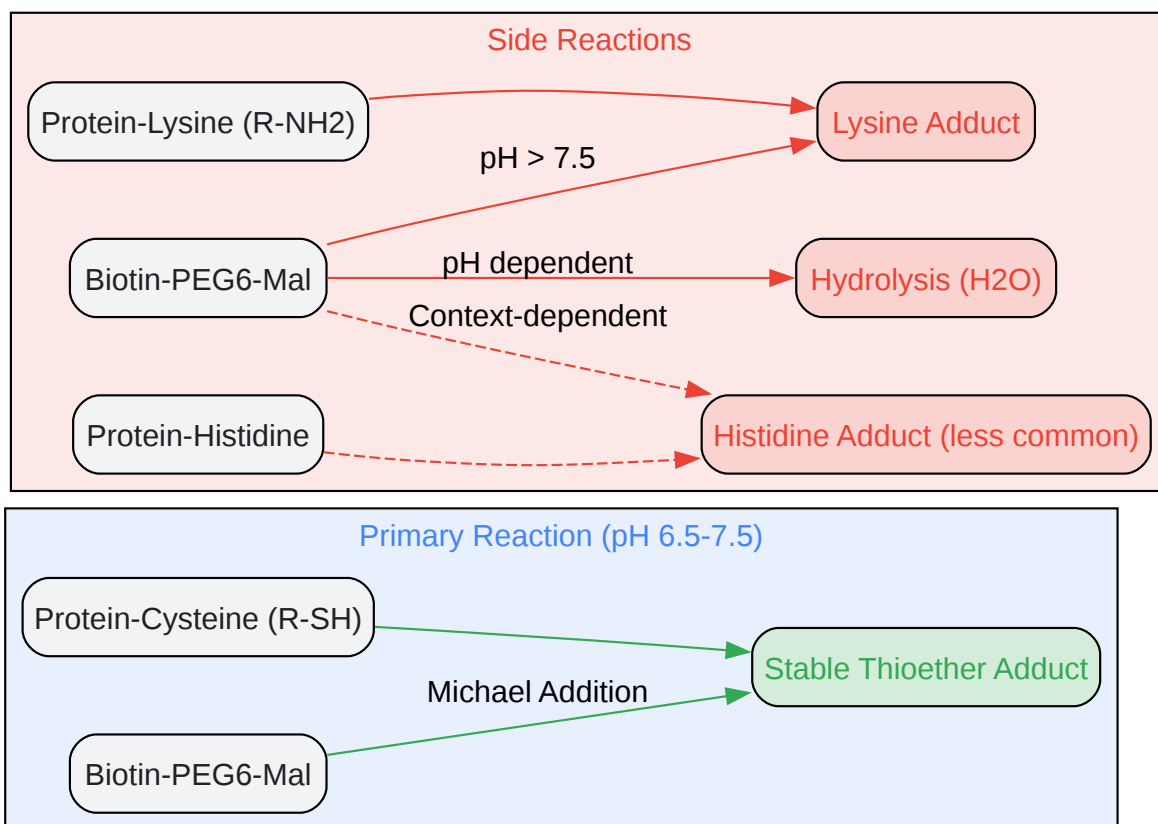 Side Reactions
Protein-Lysine (R-NH2)
Lysine Adduct
pH > 7.5
Biotin-PEG6-Mal
pH dependent
Hydrolysis (H2O)
Context-dependent
Protein-Histidine
Histidine Adduct (less common)
Primary Reaction (pH 6.5-7.5)
Protein-Cysteine (R-SH)
Stable Thioether Adduct
Michael Addition
Biotin-PEG6-Mal